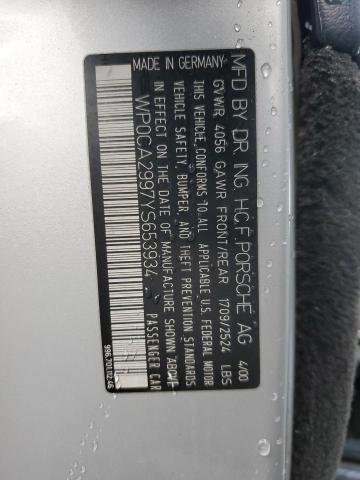 MADE IN GERMANY
MFD BY DR. ING. H.C.F. PORSCHE AG 4/00
GVWR 4056 GAWR FRONT/REAR 1709/2524 LBS
THIS VEHICLE CONFORMS TO ALL APPLICABLE U.S. FEDERAL MOTOR
VEHICLE SAFETY, BUMPER, AND THEFT PREVENTION STANDARDS
IN EFFECT ON THE DATE OF MANUFACTURE SHOWN ABOVE
WP0CA2997YS653934 PASSENGER CAR